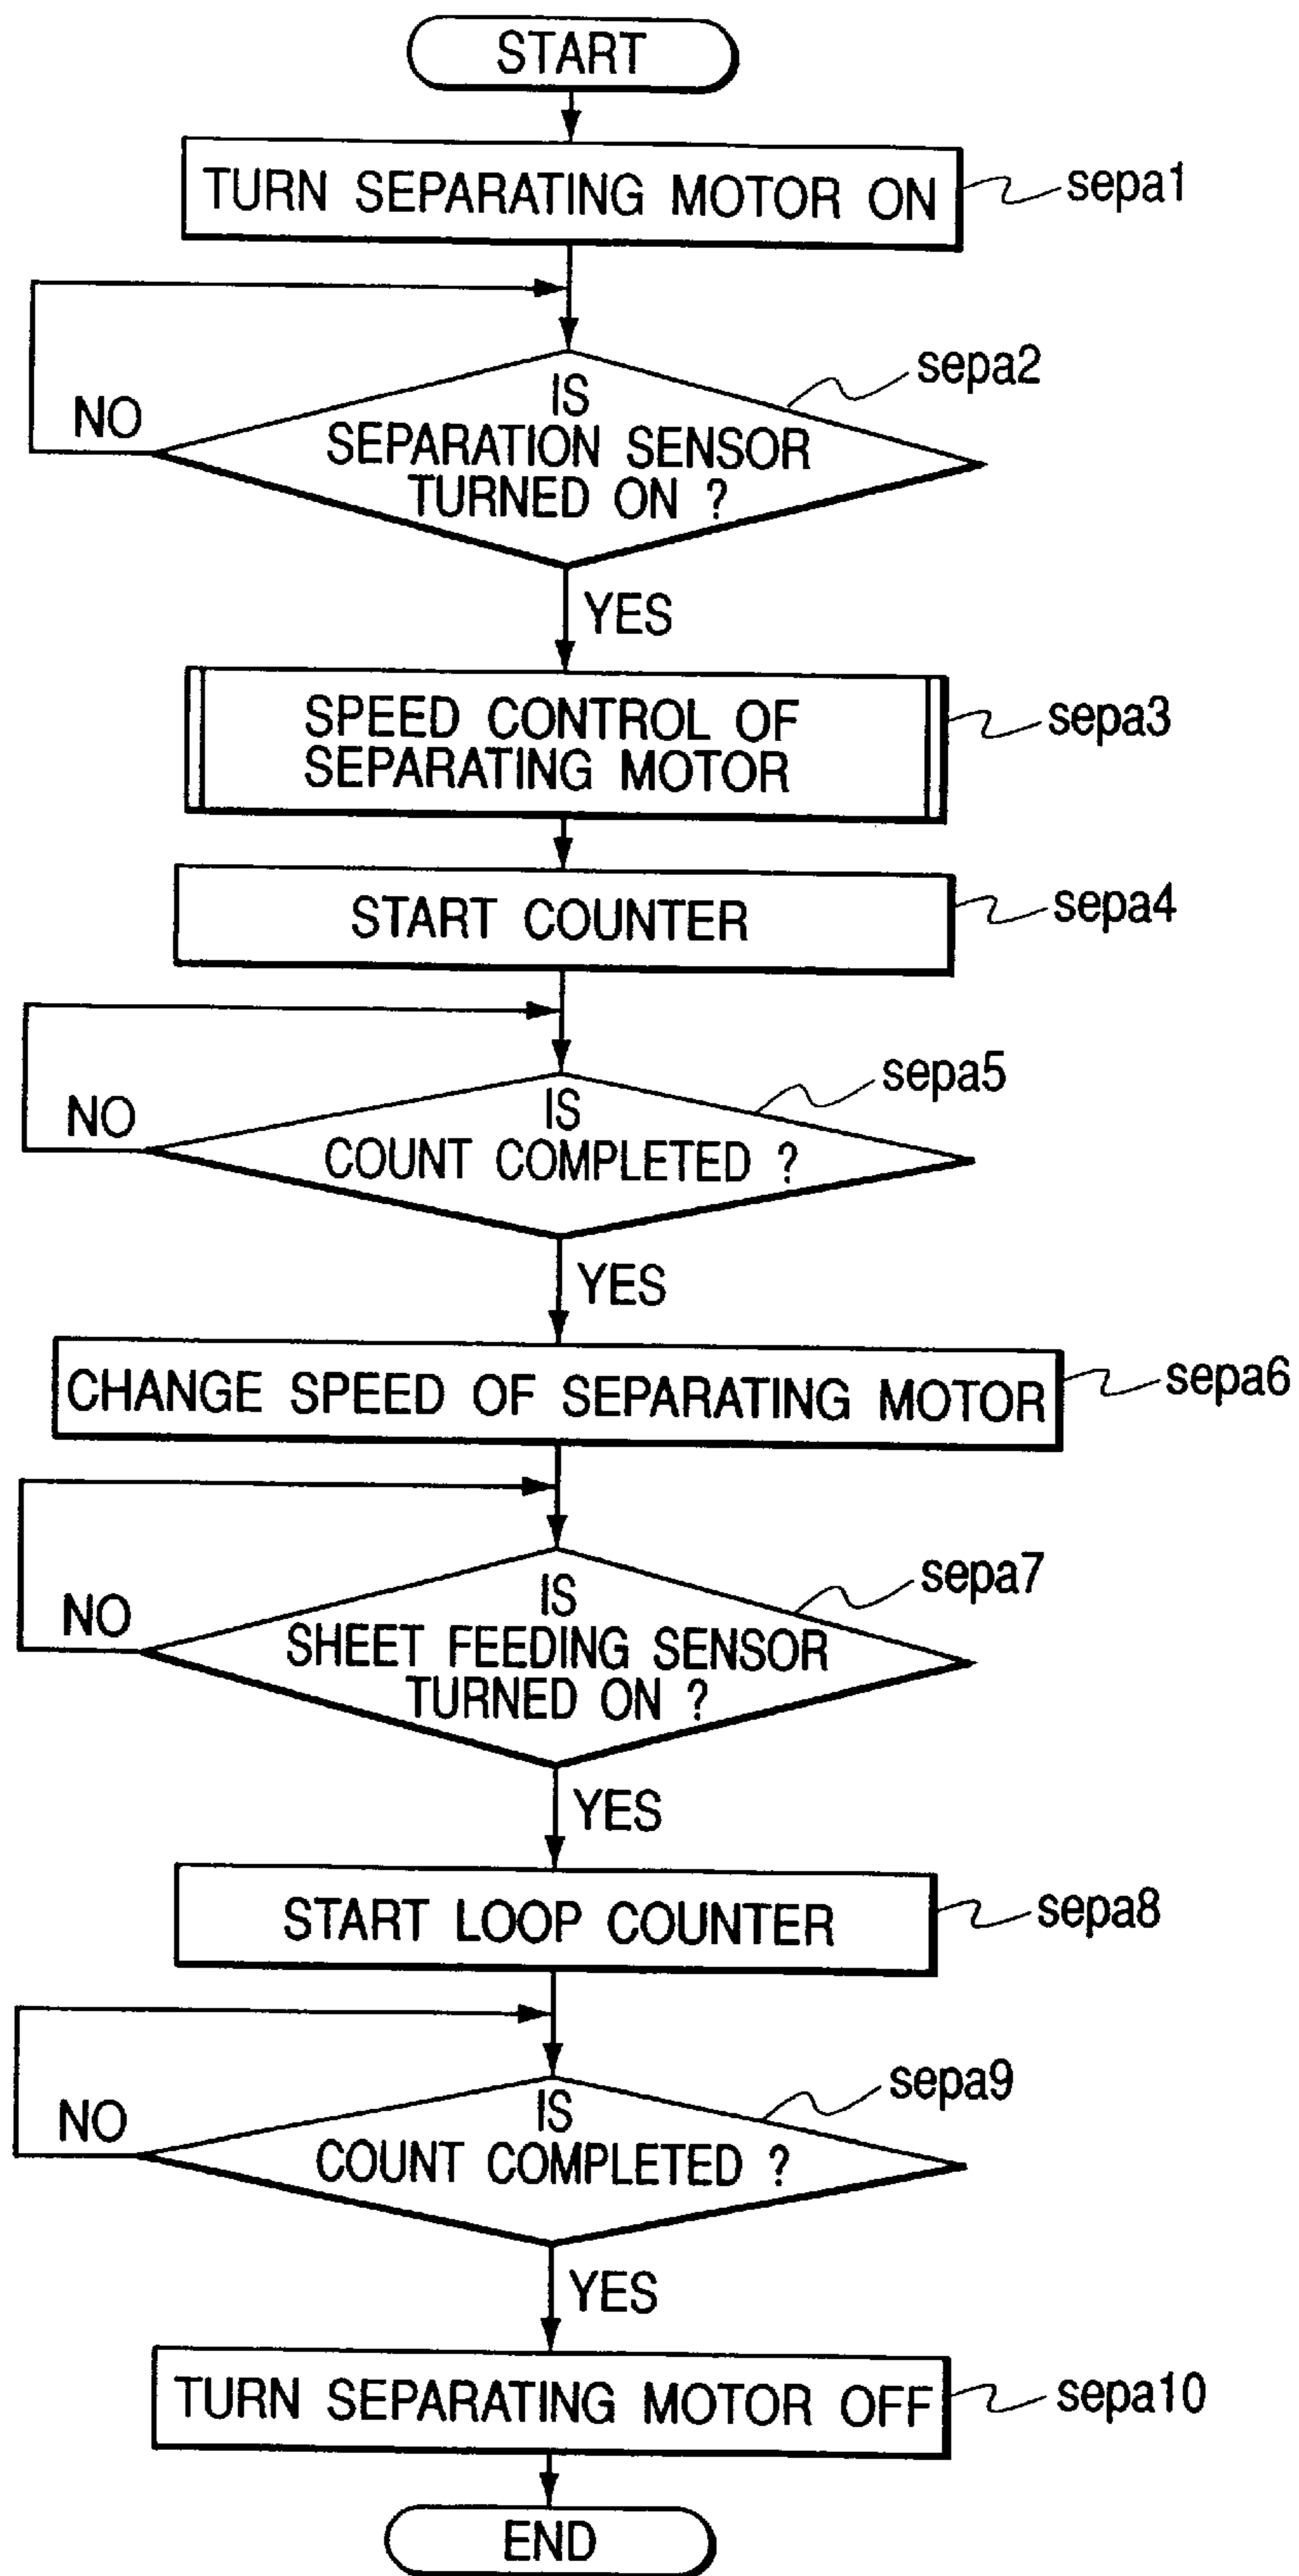 START
TURN SEPARATING MOTOR ON
sepa1
IS
SEPARATION SENSOR
TURNED ON ?
sepa2
NO
YES
SPEED CONTROL OF
SEPARATING MOTOR
sepa3
START COUNTER
sepa4
IS
COUNT COMPLETED ?
sepa5
NO
YES
CHANGE SPEED OF SEPARATING MOTOR
sepa6
IS
SHEET FEEDING SENSOR
TURNED ON ?
sepa7
NO
YES
START LOOP COUNTER
sepa8
IS
COUNT COMPLETED ?
sepa9
NO
YES
TURN SEPARATING MOTOR OFF
sepa10
END